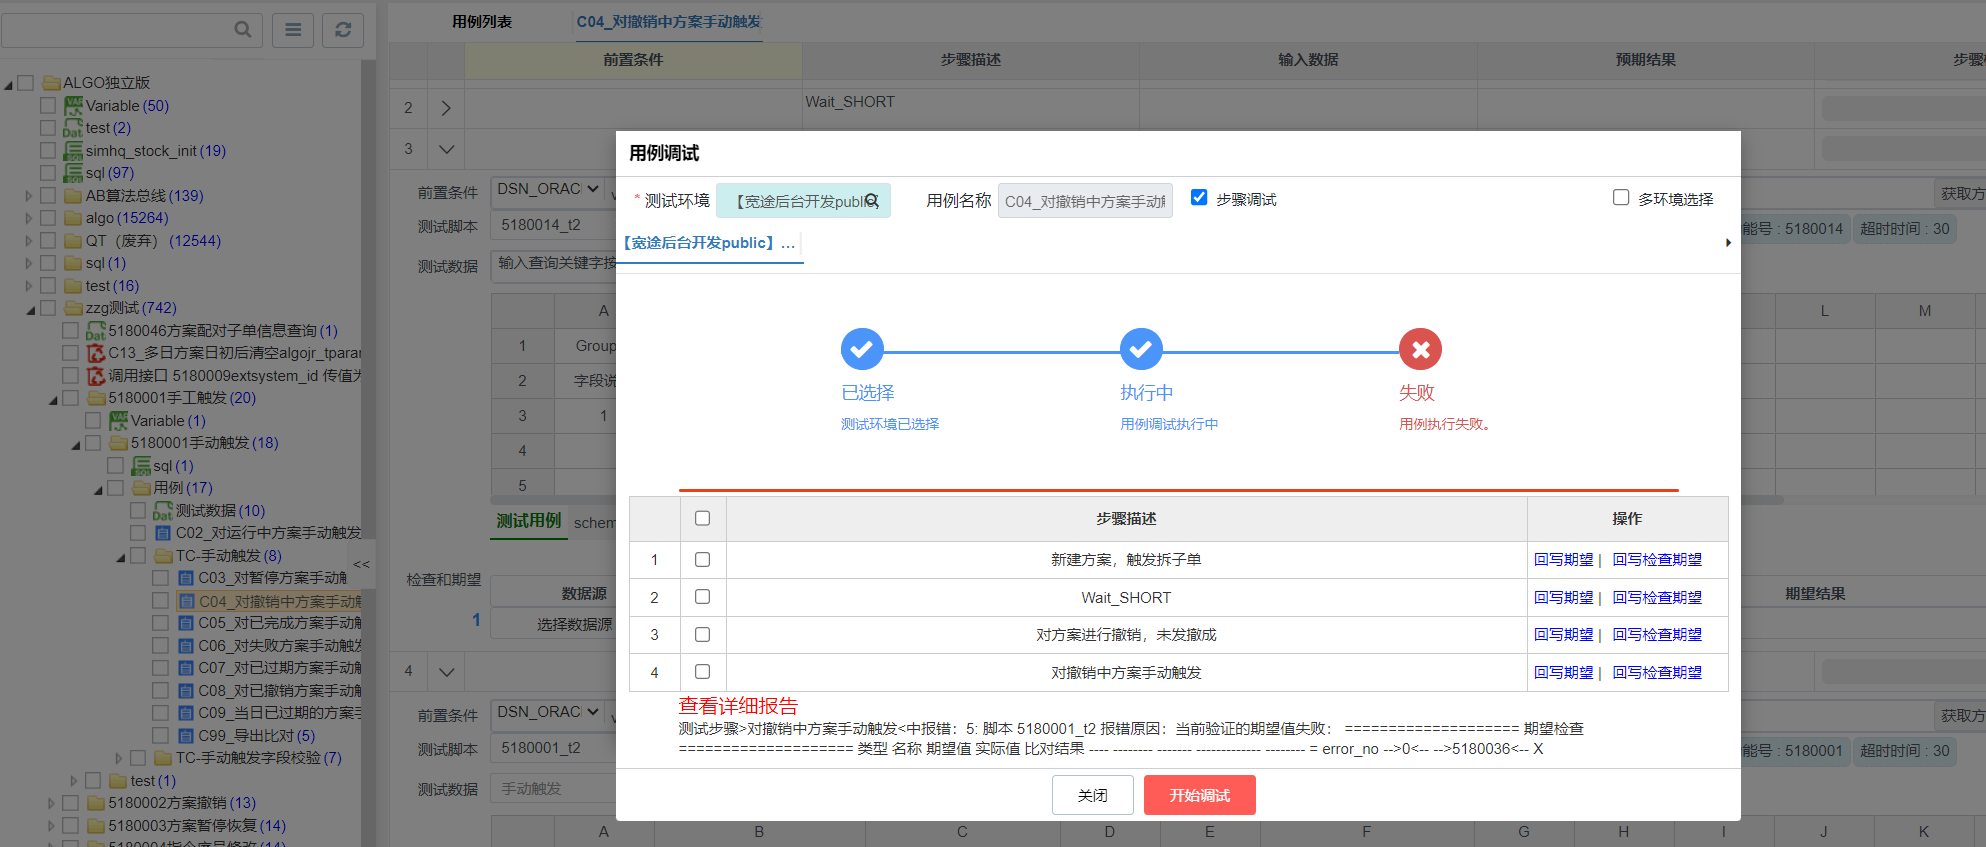 用例列表
C04_对撤销中方案手动触发
前置条件
步骤描述
输入数据
预期结果
2
Wait_SHORT
3
ALGO独立版
Variable (50)
test (2)
simhq_stock_init (19)
sql (97)
AB算法总线 (139)
algo (15264)
QT（废弃） (12544)
sql (1)
test (16)
zzg测试 (742)
5180046方案配对子单信息查询 (1)
C13_多日方案日初后清空algojr_tparar
调用接口 5180009extsystem_id 传值为
5180001手工触发 (20)
Variable (1)
5180001手动触发 (18)
sql (1)
用例 (17)
测试数据 (10)
C02_对运行中方案手动触发
TC-手动触发 (8)
<<
C03_对暂停方案手动触
C04_对撤销中方案手动触
C05_对已完成方案手动触
C06_对失败方案手动触发
C07_对已过期方案手动触
C08_对已撤销方案手动触
C09_当日已过期的方案手
C99_导出比对 (5)
TC-手动触发字段校验 (7)
test (1)
5180002方案撤销 (13)
5180003方案暂停恢复 (14)
前置条件
DSN_ORAC
测试脚本
5180014_t2
测试数据
输入查询关键字按
获取方
能号 : 5180014
超时时间 : 30
A
L
M
1
Group
2
字段说
3
1
4
5
测试用例
schem
检查和期望
数据源
期望结果
1
选择数据源
4
前置条件
DSN_ORAC
获取方
测试脚本
5180001_t2
能号 : 5180001
超时时间 : 30
测试数据
手动触发
A
B
C
D
E
F
G
H
I
J
K
用例调试
* 测试环境
【宽途后台开发public
用例名称
C04_对撤销中方案手动触
步骤调试
多环境选择
【宽途后台开发public】...
已选择
测试环境已选择
执行中
用例调试执行中
失败
用例执行失败。
步骤描述
操作
1
新建方案，触发拆子单
回写期望 | 回写检查期望
2
Wait_SHORT
回写期望 | 回写检查期望
3
对方案进行撤销，未发撤成
回写期望 | 回写检查期望
4
对撤销中方案手动触发
回写期望 | 回写检查期望
查看详细报告
测试步骤>对撤销中方案手动触发<中报错：5: 脚本 5180001_t2 报错原因：当前验证的期望值失败： ==================== 期望检查
==================== 类型 名称 期望值 实际值 比对结果 ---- -------- ------- ------------- -------- = error_no -->0<-- -->5180036<-- X
关闭
开始调试